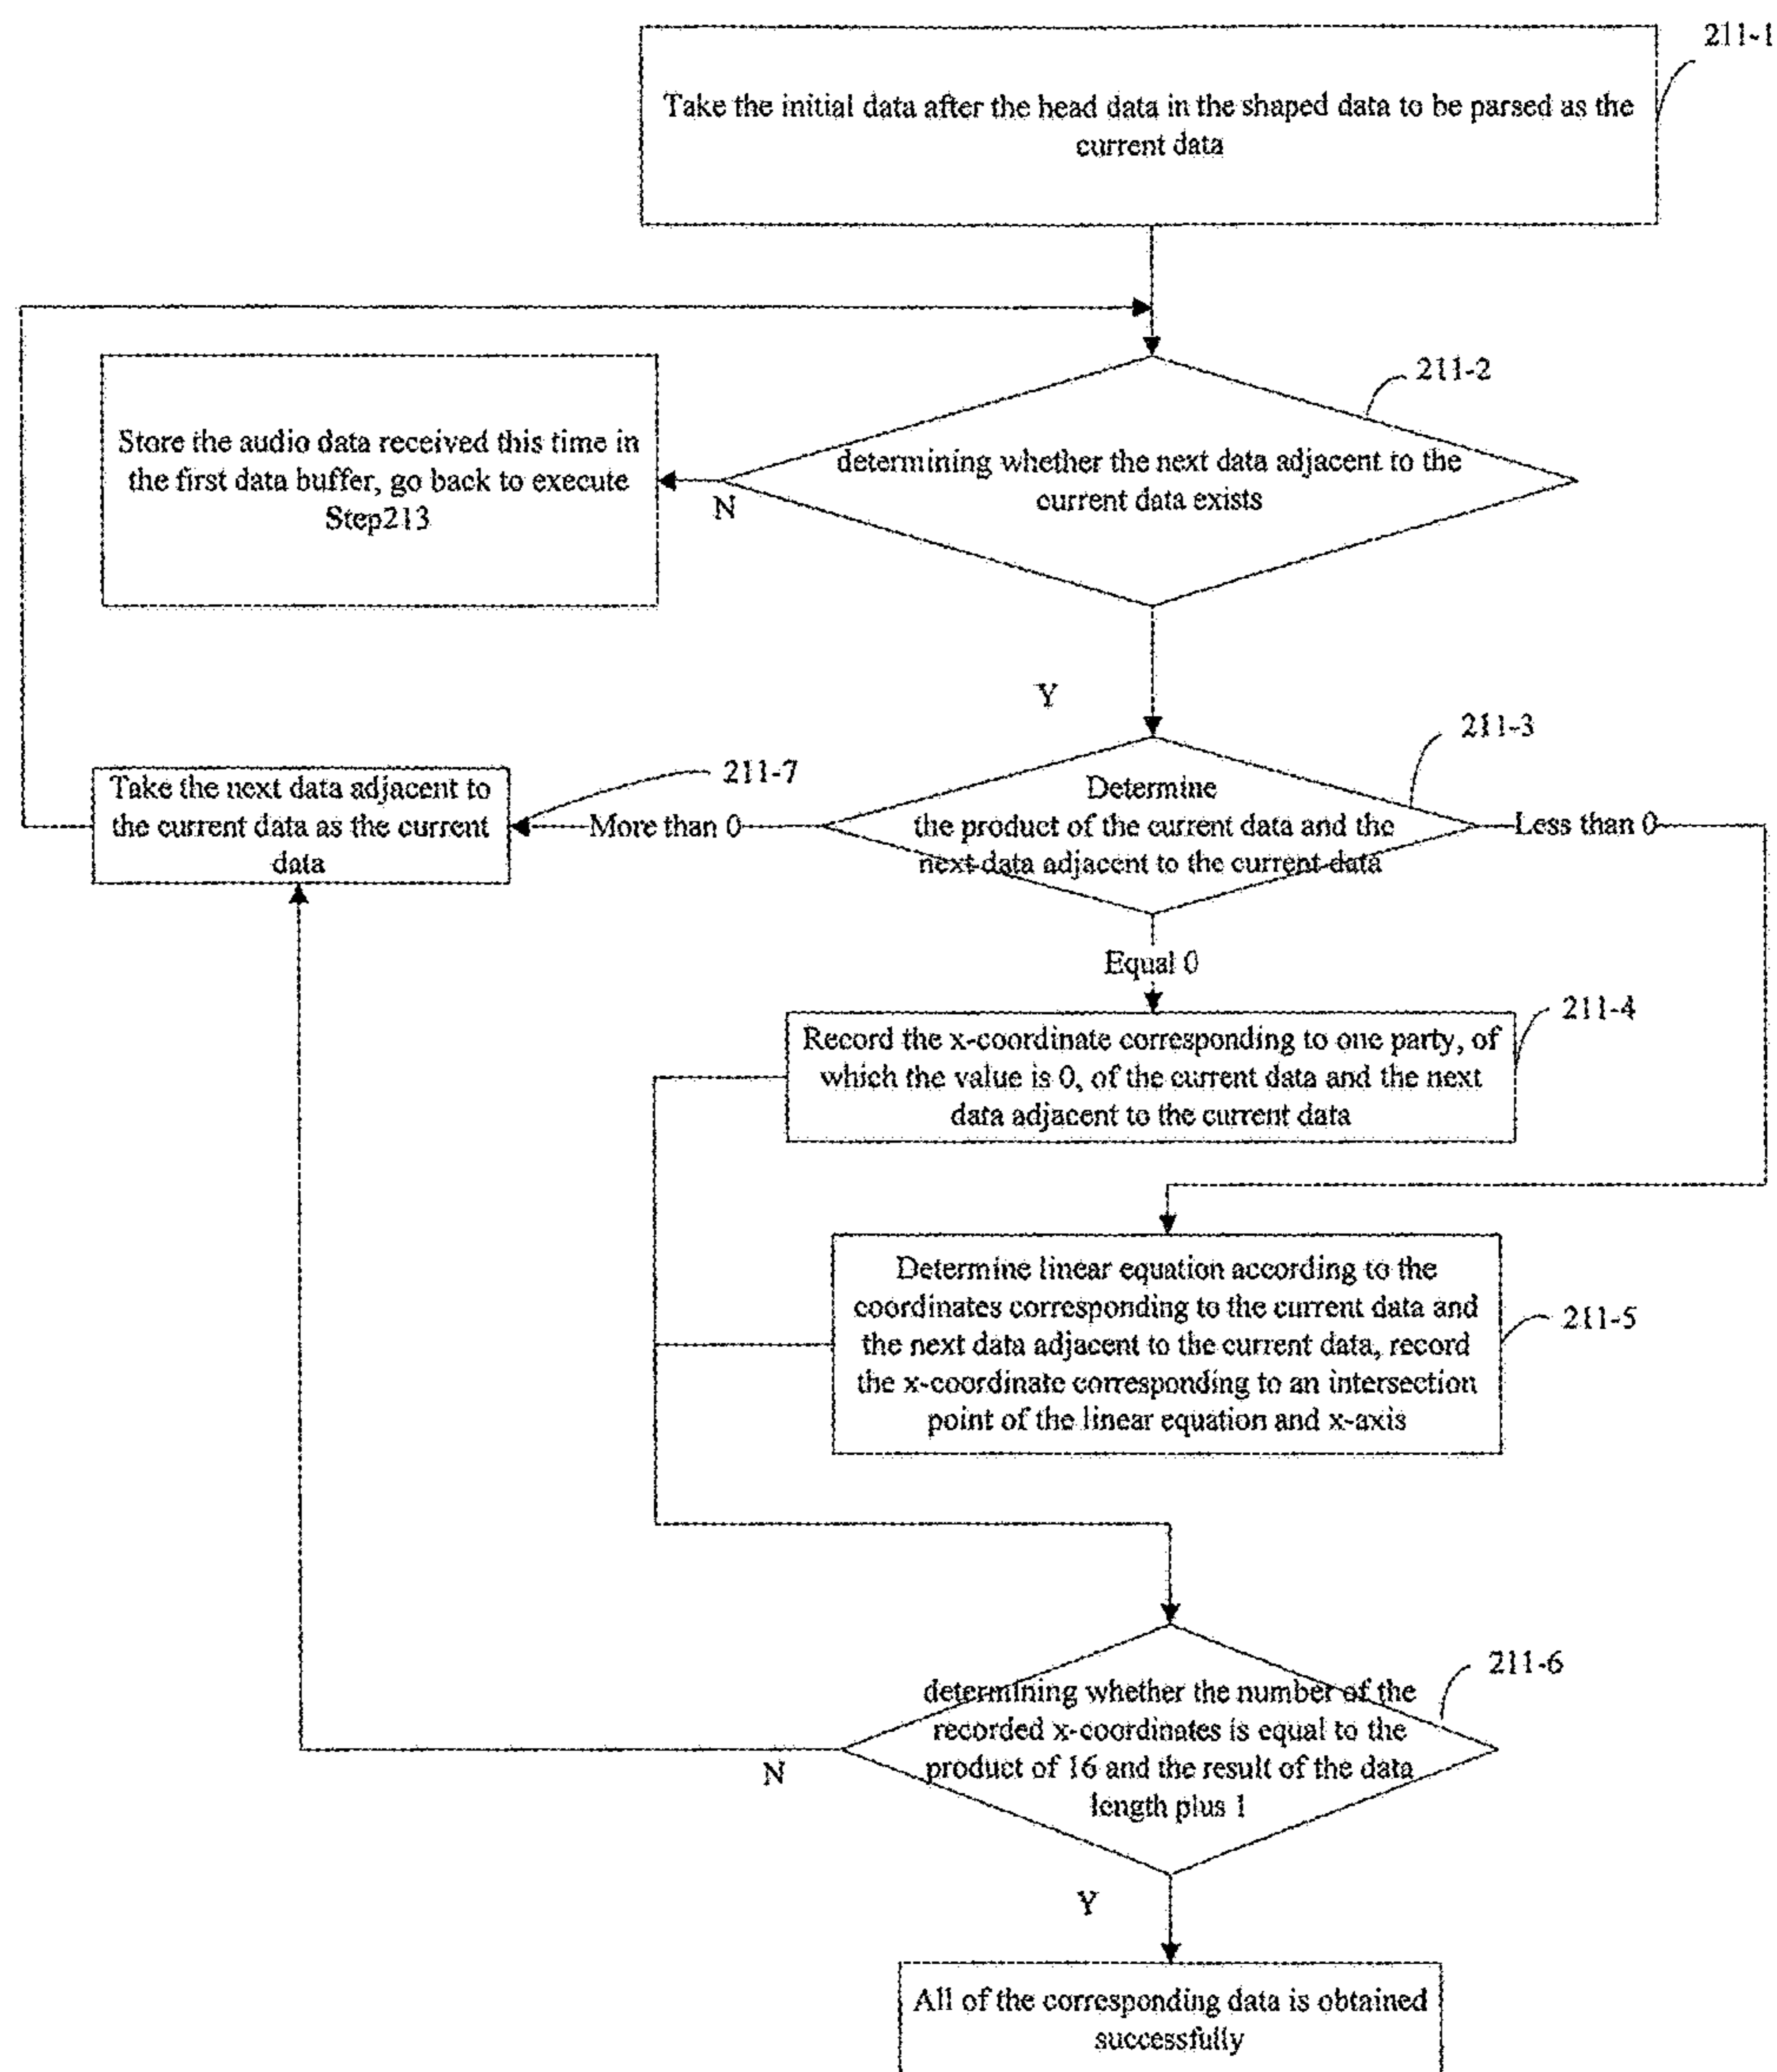 211-1
Take the initial data after the head data in the shaped data to be parsed as the
current data
211-2
Store the audio data received this time in
the first data buffer, go back to execute
Step213
determining whether the next data adjacent to the
current data exists
N
Y
211-3
211-7
Take the next data adjacent to
the current data as the current
data
More than 0
Determine
the product of the current data and the
next data adjacent to the current data
Less than 0
Equal 0
211-4
Record the x-coordinate corresponding to one party, of
which the value is 0, of the current data and the next
data adjacent to the current data
Determine linear equation according to the
coordinates corresponding to the current data and
the next data adjacent to the current data, record
the x-coordinate corresponding to an intersection
point of the linear equation and x-axis
211-5
211-6
determining whether the number of the
recorded x-coordinates is equal to the
product of 16 and the result of the data
length plus 1
N
Y
All of the corresponding data is obtained
successfully